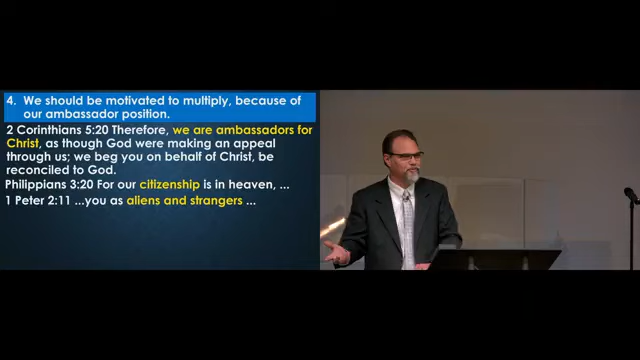 4. We should be motivated to multiply, because of
our ambassador position.
2 Corinthians 5:20 Therefore, we are ambassadors for
Christ, as though God were making an appeal
through us; we beg you on behalf of Christ, be
reconciled to God.
Philippians 3:20 For our citizenship is in heaven, ...
1 Peter 2:11 ...you as aliens and strangers ...